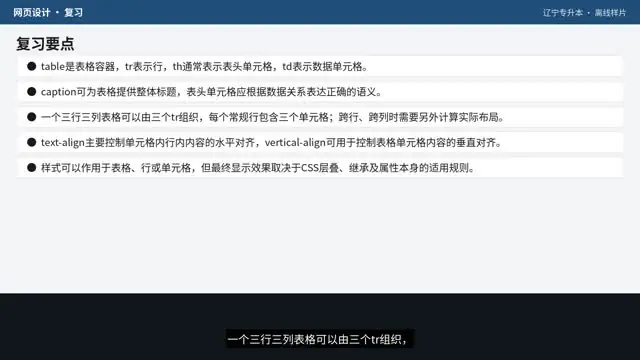 网页设计 • 复习
辽宁专升本 • 离线样片
复习要点
● table是表格容器，tr表示行，th通常表示表头单元格，td表示数据单元格。
● caption可为表格提供整体标题，表头单元格应根据数据关系表达正确的语义。
● 一个三行三列表格可以由三个tr组织，每个常规行包含三个单元格；跨行、跨列时需要另外计算实际布局。
● text-align主要控制单元格内行内内容的水平对齐，vertical-align可用于控制表格单元格内容的垂直对齐。
● 样式可以作用于表格、行或单元格，但最终显示效果取决于CSS层叠、继承及属性本身的适用规则。
一个三行三列表格可以由三个tr组织，